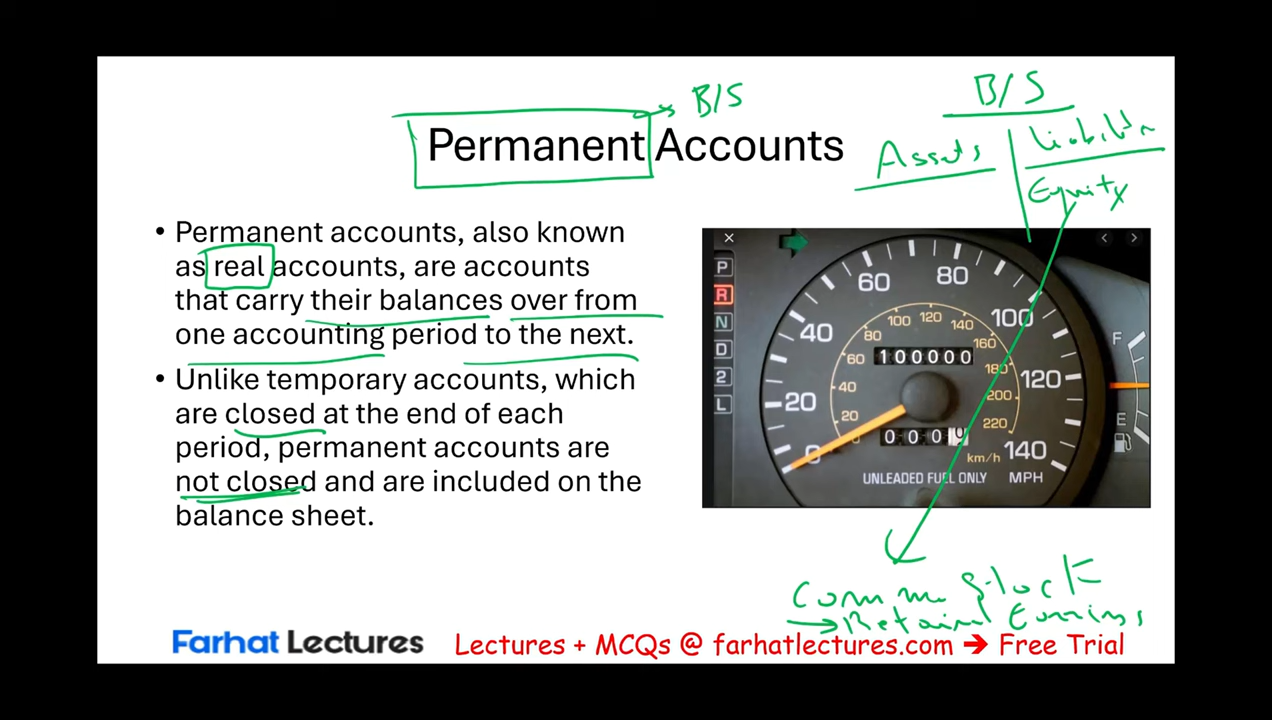 B/S
B/S
Permanent Accounts
Assets
Equity
• Permanent accounts, also known
as real accounts, are accounts
that carry their balances over from
one accounting period to the next.
• Unlike temporary accounts, which
are closed at the end of each
period, permanent accounts are
not closed and are included on the
balance sheet.
P
R
N
D
2
L
0
20
40
60
80
100
120
140
20
40
60
80
100
120
140
160
180
200
220
100000
000
km/h
MPH
UNLEADED FUEL ONLY
F
E
Stock
Retained Earnings
Farhat Lectures
Lectures + MCQs @ farhatlectures.com → Free Trial